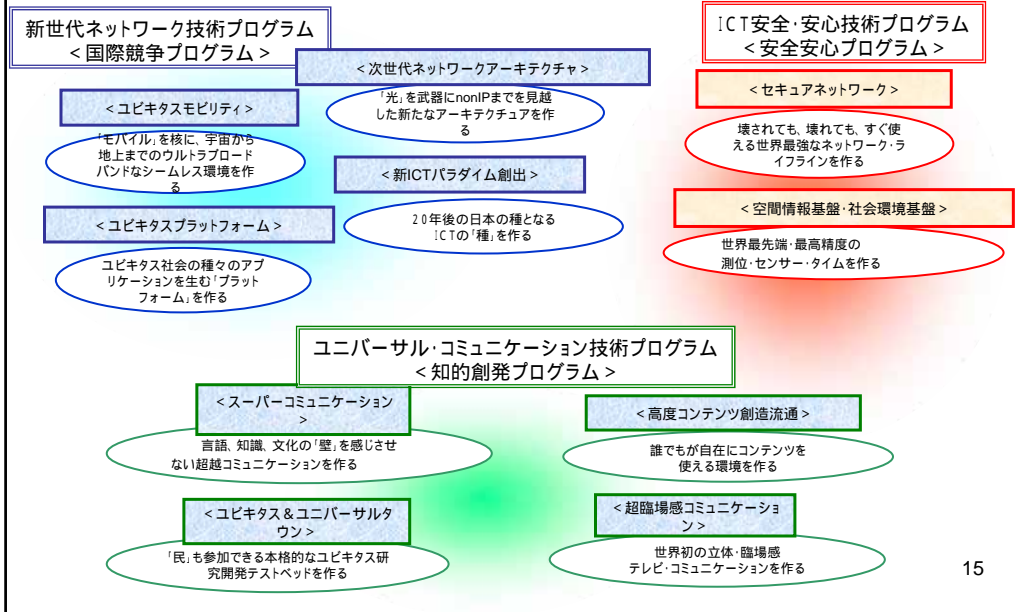 新世代ネットワーク技術プログラム
<国際競争プログラム>
<次世代ネットワークアーキテクチャ>
「光」を武器にnonIPまでを見越
した新たなアーキテクチュアを作
る
<ユビキタスモビリティ>
「モバイル」を核に、宇宙から
地上までのウルトラブロード
バンドなシームレス環境を作
る
<新ICTパラダイム創出>
20年後の日本の種となる
ICTの「種」を作る
<ユビキタスプラットフォーム>
ユビキタス社会の種々のアプ
リケーションを生む「プラット
フォーム」を作る
ICT安全・安心技術プログラム
<安全安心プログラム>
<セキュアネットワーク>
壊されても、壊れても、すぐ使
える世界最強なネットワーク・ラ
イフラインを作る
<空間情報基盤・社会環境基盤>
世界最先端・最高精度の
測位・センサー・タイムを作る
ユニバーサル・コミュニケーション技術プログラム
<知的創発プログラム>
<スーパーコミュニケーション
>
言語、知識、文化の「壁」を感じさせ
ない超越コミュニケーションを作る
<高度コンテンツ創造流通>
誰でもが自在にコンテンツを
使える環境を作る
<ユビキタス&ユニバーサルタ
ウン>
「民」も参加できる本格的なユビキタス研
究開発テストベッドを作る
<超臨場感コミュニケーショ
ン>
世界初の立体・臨場感
テレビ・コミュニケーションを作る
15